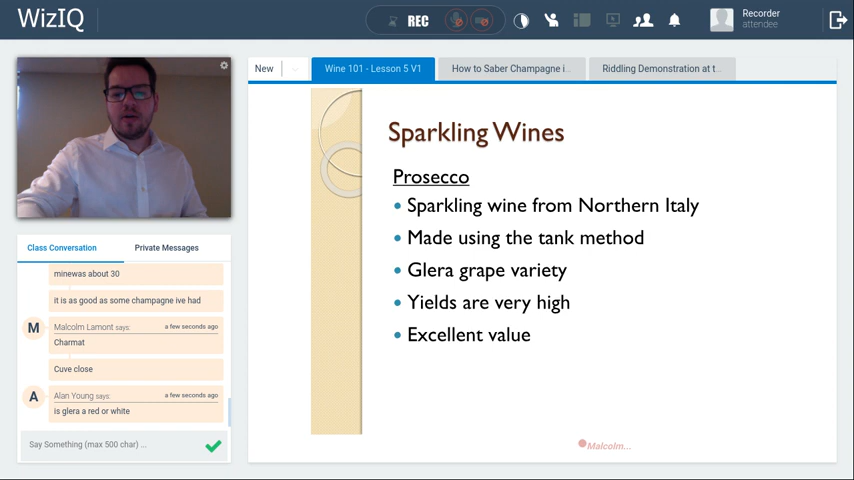 WizIQ
REC
Recorder
attendee
New
Wine 101 - Lesson 5 V1
How to Saber Champagne i...
Riddling Demonstration at t...
Sparkling Wines
Prosecco
Sparkling wine from Northern Italy
Made using the tank method
Glera grape variety
Yields are very high
Excellent value
Malcolm...
Class Conversation
Private Messages
minewas about 30
it is as good as some champagne ive had
M
Malcolm Lamont says:
a few seconds ago
Charmat
Cuve close
A
Alan Young says:
a few seconds ago
is glera a red or white
Say Something (max 500 char) ...